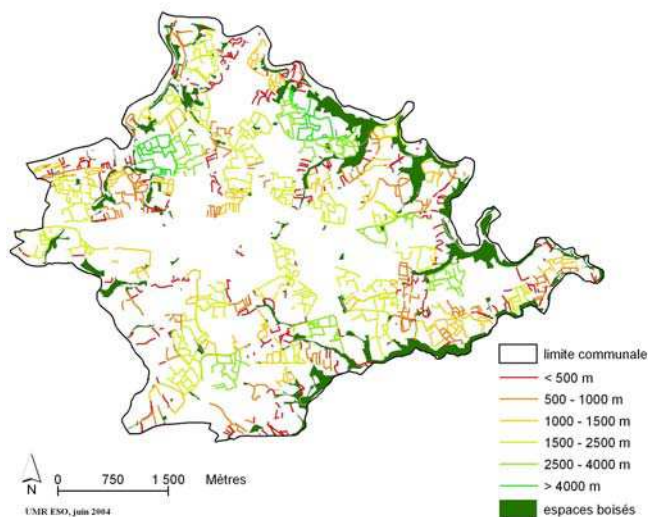 limite communale
< 500 m
500 - 1000 m
1000 - 1500 m
1500 - 2500 m
2500 - 4000 m
> 4000 m
espaces boisés
N
0 750 1 500 Mètres
UMR ESO, juin 2004